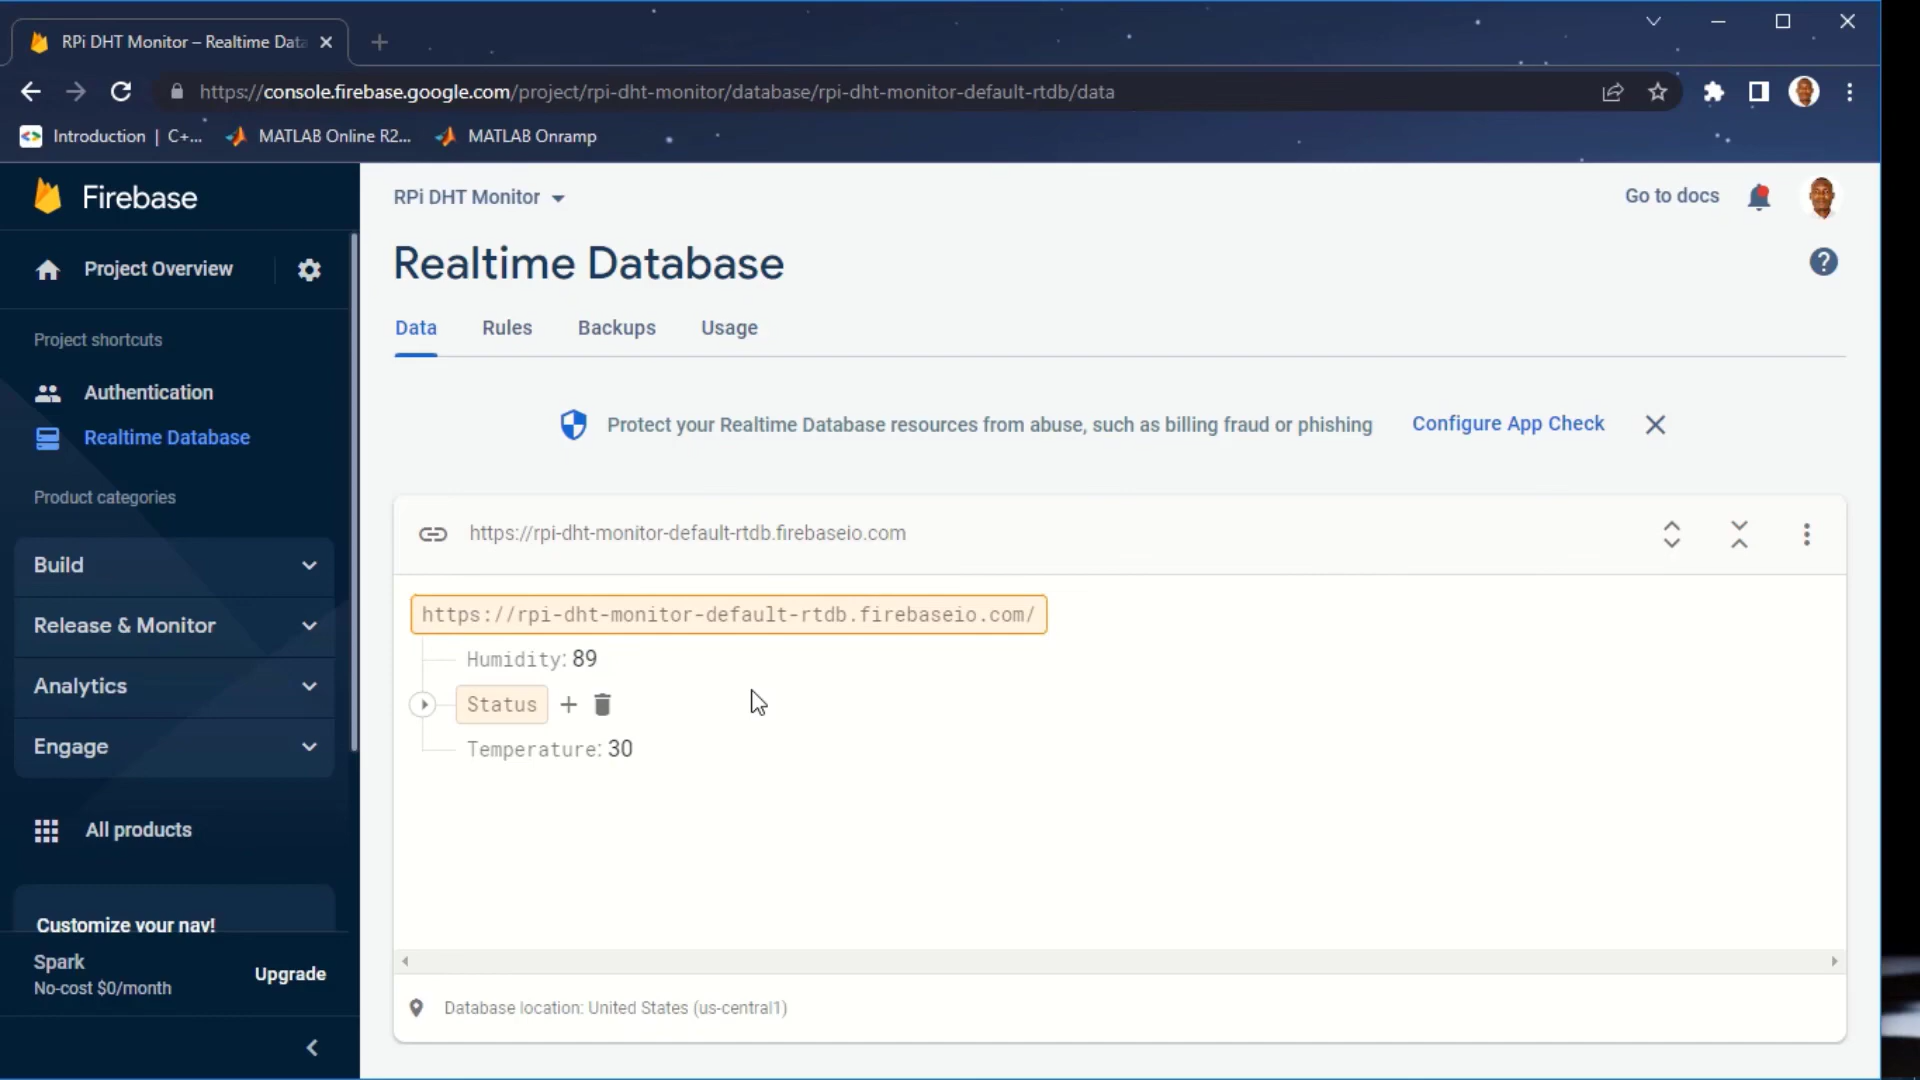 RPi DHT Monitor – Realtime Data
https://console.firebase.google.com/project/rpi-dht-monitor/database/rpi-dht-monitor-default-rtdb/data
Introduction | C+...
MATLAB Online R2...
MATLAB Onramp
Firebase
RPi DHT Monitor
Go to docs
Project Overview
Realtime Database
Project shortcuts
Data
Rules
Backups
Usage
Authentication
Realtime Database
Protect your Realtime Database resources from abuse, such as billing fraud or phishing
Configure App Check
Product categories
https://rpi-dht-monitor-default-rtdb.firebaseio.com
Build
https://rpi-dht-monitor-default-rtdb.firebaseio.com/
Release & Monitor
Humidity: 89
Analytics
Status
Engage
Temperature: 30
All products
Customize your nav!
Spark
No-cost $0/month
Upgrade
Database location: United States (us-central1)